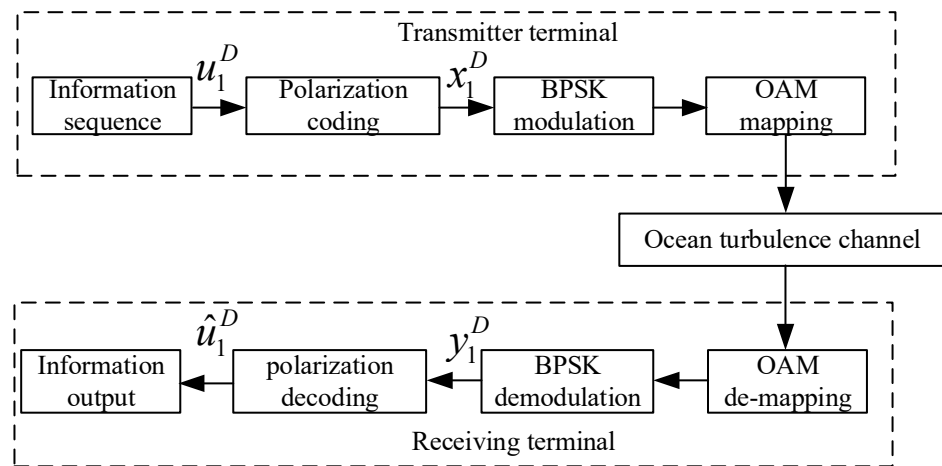 Transmitter terminal
Information
sequence
u_1^D
Polarization
coding
x_1^D
BPSK
modulation
OAM
mapping
Ocean turbulence channel
OAM
de-mapping
BPSK
demodulation
y_1^D
polarization
decoding
û_1^D
Information
output
Receiving terminal